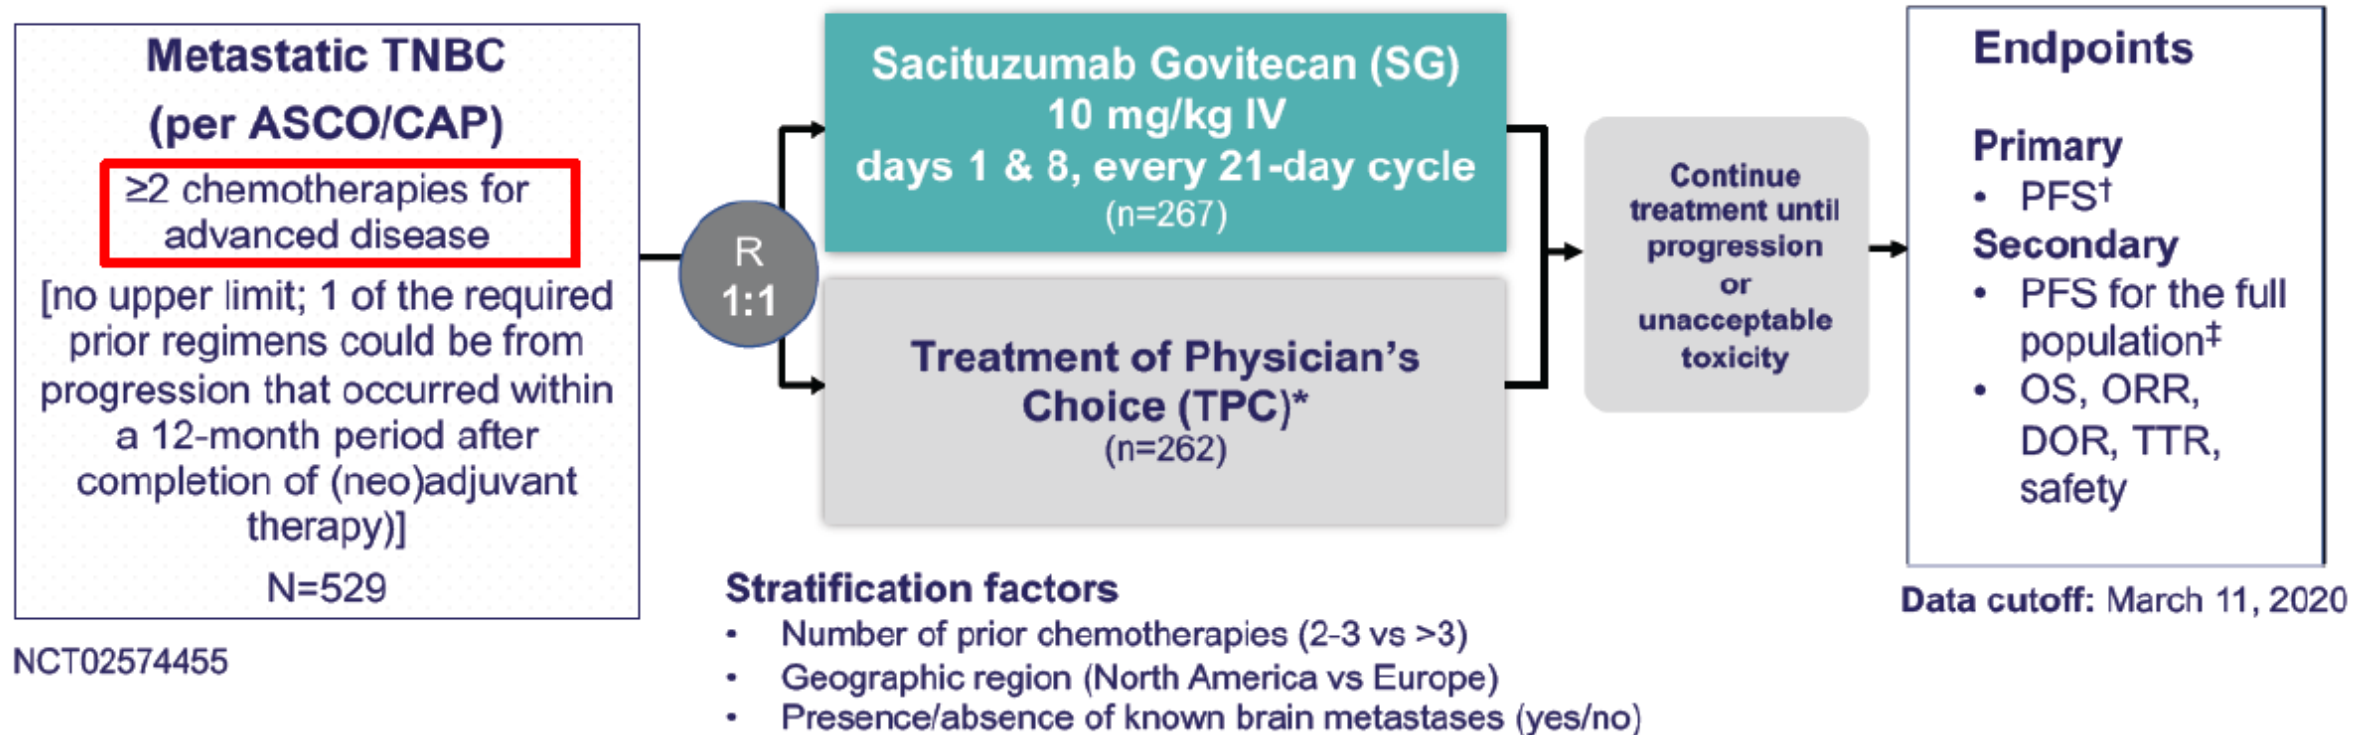 Metastatic TNBC
(per ASCO/CAP)
≥2 chemotherapies for
advanced disease
[no upper limit; 1 of the required
prior regimens could be from
progression that occurred within
a 12-month period after
completion of (neo)adjuvant
therapy)]
N=529
NCT02574455
R
1:1
Sacituzumab Govitecan (SG)
10 mg/kg IV
days 1 & 8, every 21-day cycle
(n=267)
Treatment of Physician's
Choice (TPC)*
(n=262)
Stratification factors
• Number of prior chemotherapies (2-3 vs >3)
• Geographic region (North America vs Europe)
• Presence/absence of known brain metastases (yes/no)
Continue
treatment until
progression
or
unacceptable
toxicity
Endpoints
Primary
• PFS†
Secondary
• PFS for the full
population‡
• OS, ORR,
DOR, TTR,
safety
Data cutoff: March 11, 2020